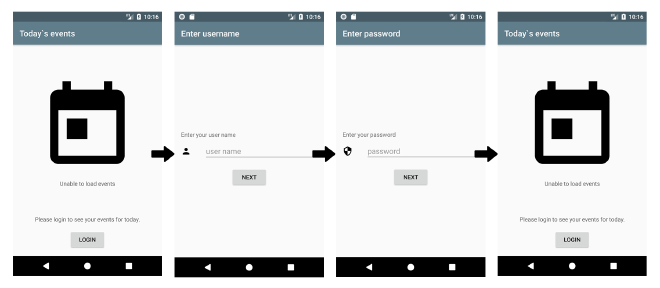 10:16
Today`s events
Unable to load events
Please login to see your events for today.
LOGIN
10:16
Enter username
Enter your user name
user name
NEXT
10:16
Enter password
Enter your password
password
NEXT
10:16
Today`s events
Unable to load events
Please login to see your events for today.
LOGIN